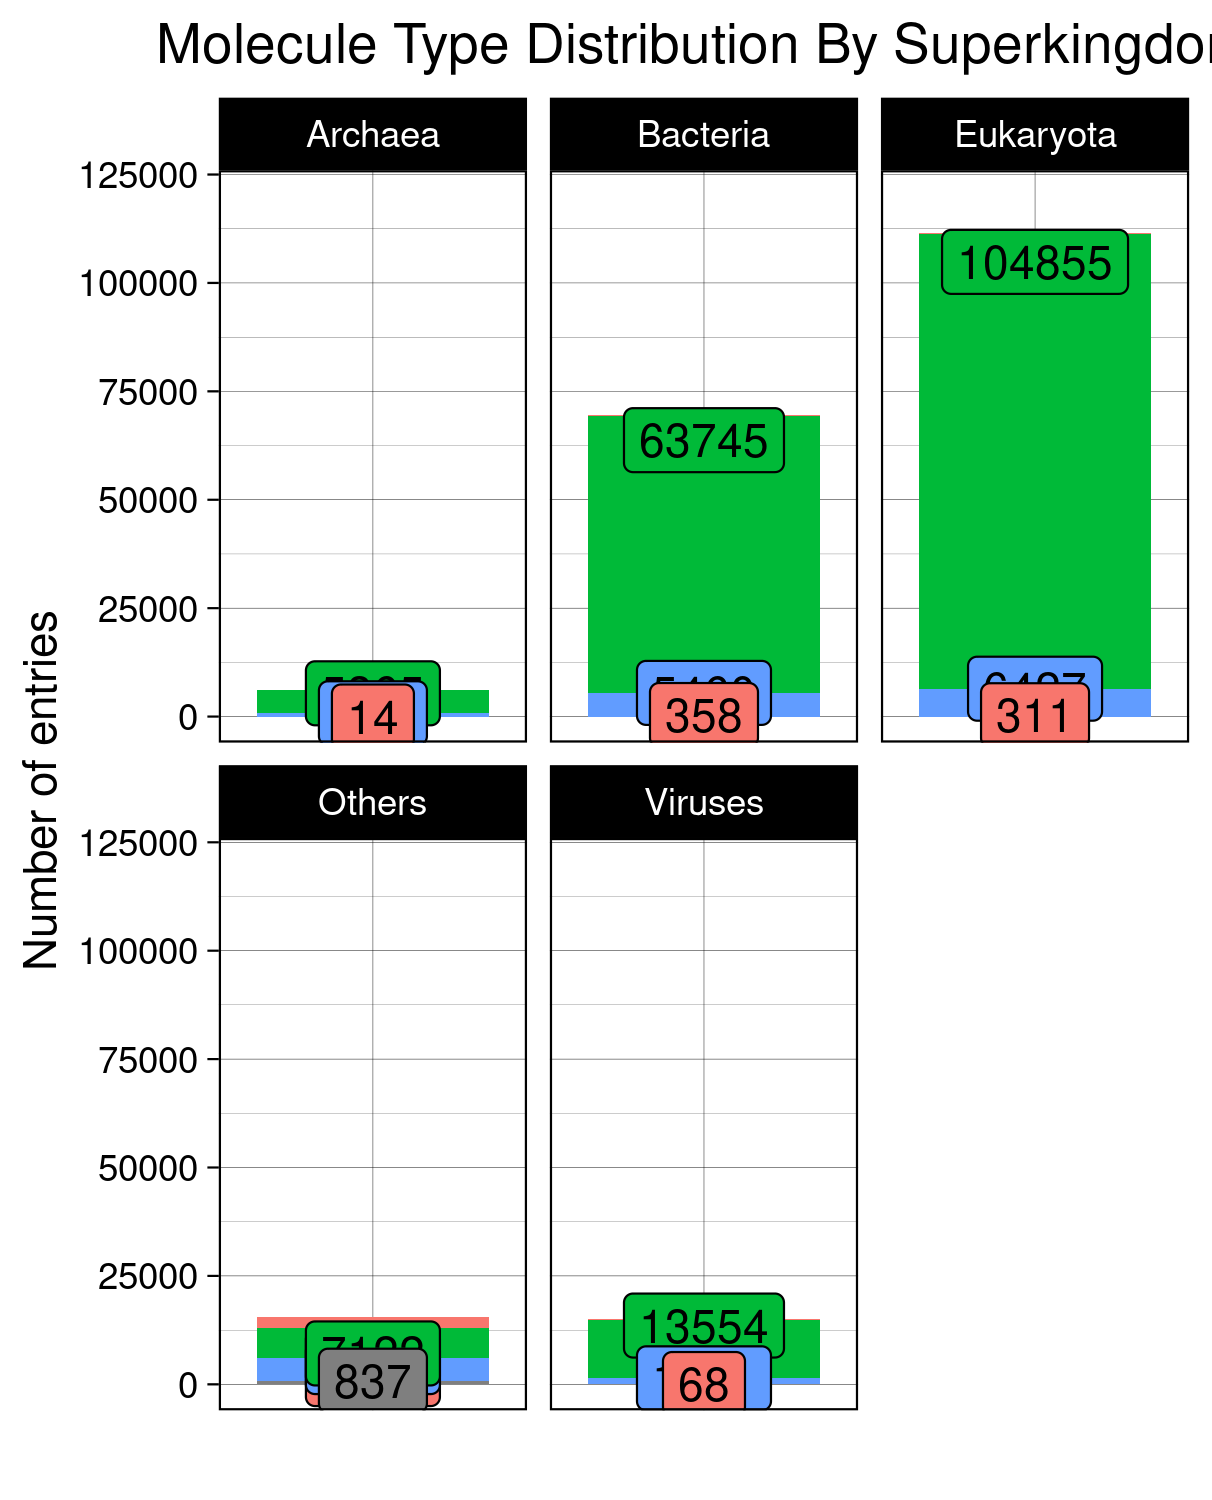 Molecule Type Distribution By Superkingdo
Number of entries
Archaea
Bacteria
Eukaryota
125000
100000
75000
50000
25000
0
14
63745
358
104855
311
Others
Viruses
125000
100000
75000
50000
25000
0
837
13554
68